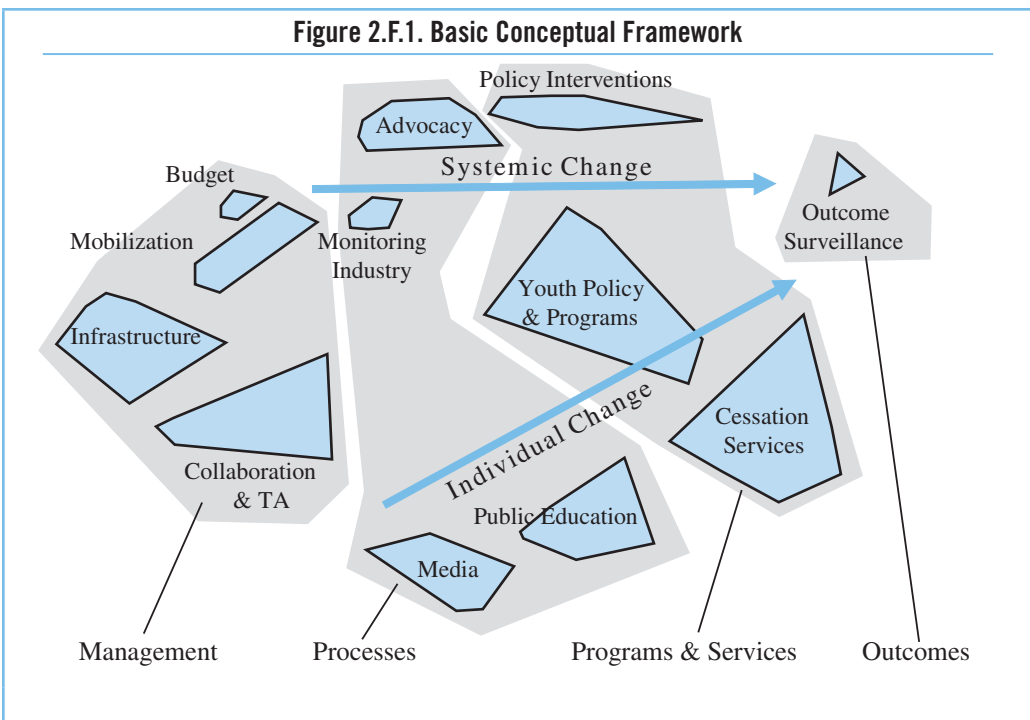 Figure 2.F.1. Basic Conceptual Framework
Policy Interventions
Advocacy
Systemic Change
Budget
Mobilization
Monitoring
Industry
Outcome
Surveillance
Infrastructure
Youth Policy
& Programs
Individual Change
Cessation
Services
Collaboration
& TA
Public Education
Media
Management
Processes
Programs & Services
Outcomes